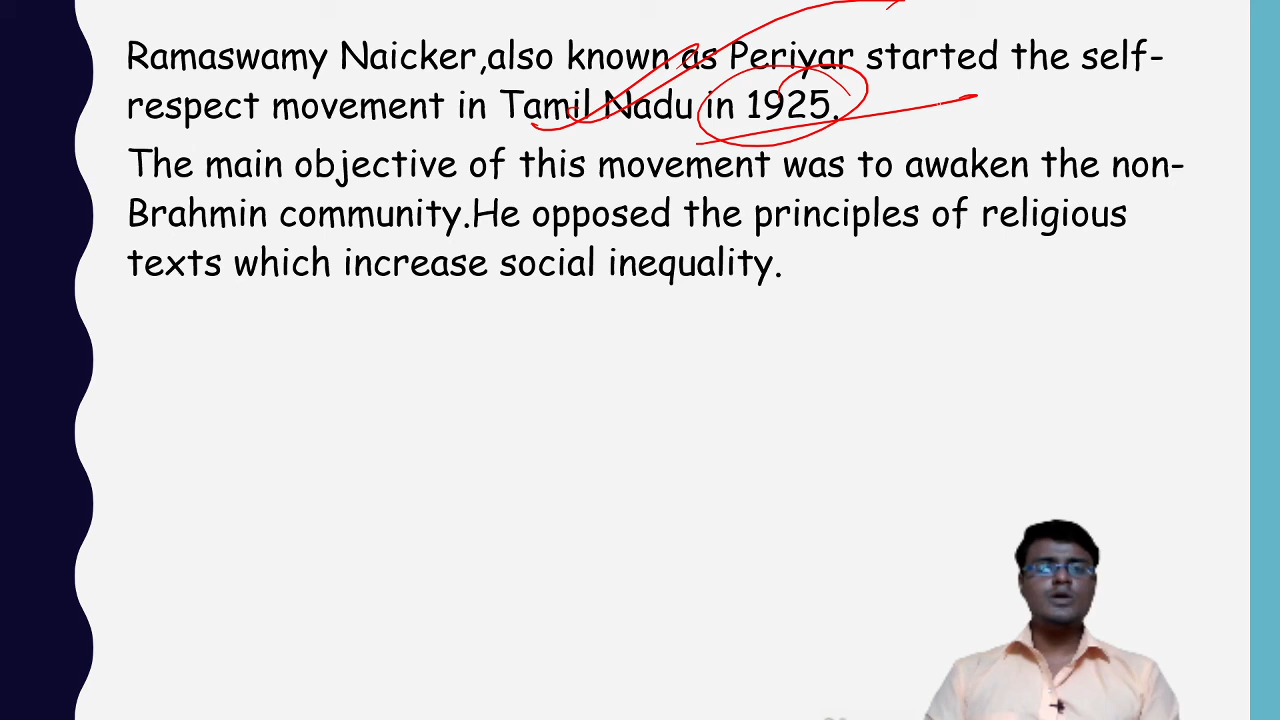 Ramaswamy Naicker,also known as Periyar started the self-
respect movement in Tamil Nadu in 1925.
The main objective of this movement was to awaken the non-
Brahmin community.He opposed the principles of religious
texts which increase social inequality.